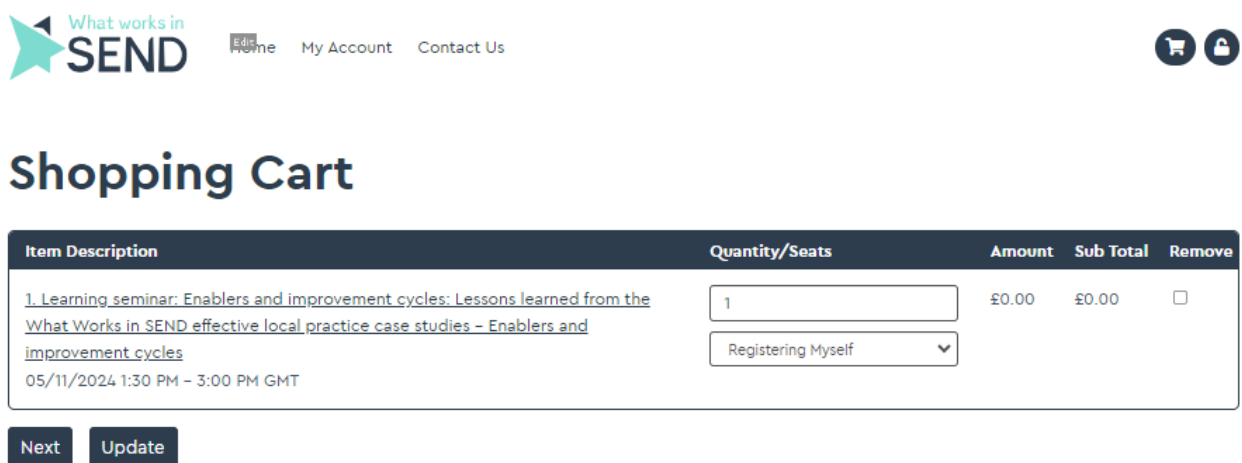 What works in
SEND
Edit
Home My Account Contact Us
Shopping Cart
Item Description Quantity/Seats Amount Sub Total Remove
1. Learning seminar: Enablers and improvement cycles: Lessons learned from the 1 £0.00 £0.00
What Works in SEND effective local practice case studies – Enablers and
improvement cycles Registering Myself
05/11/2024 1:30 PM – 3:00 PM GMT
Next Update